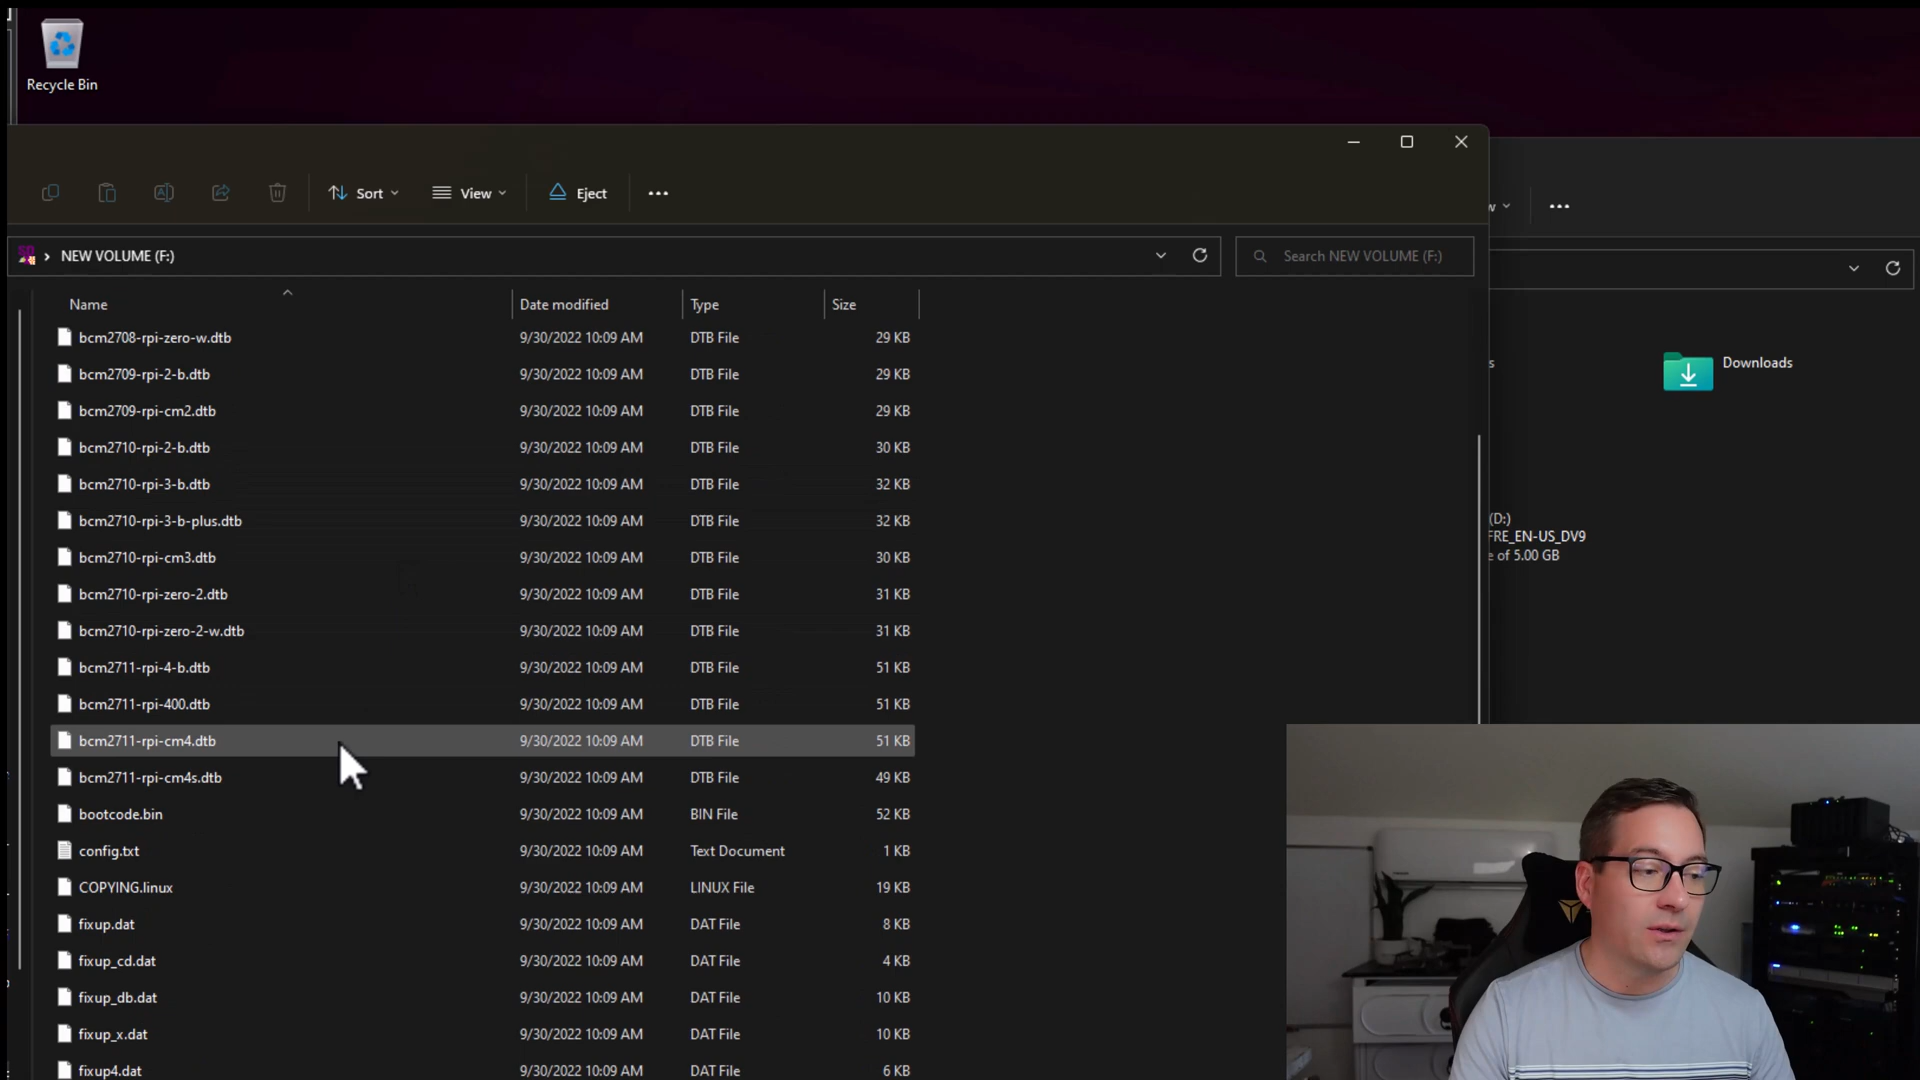 Recycle Bin
Sort
View
Eject
w
NEW VOLUME (F:)
Search NEW VOLUME (F:)
Name Date modified Type Size
bcm2708-rpi-zero-w.dtb 9/30/2022 10:09 AM DTB File 29 KB
bcm2709-rpi-2-b.dtb 9/30/2022 10:09 AM DTB File 29 KB
bcm2709-rpi-cm2.dtb 9/30/2022 10:09 AM DTB File 29 KB
bcm2710-rpi-2-b.dtb 9/30/2022 10:09 AM DTB File 30 KB
bcm2710-rpi-3-b.dtb 9/30/2022 10:09 AM DTB File 32 KB
bcm2710-rpi-3-b-plus.dtb 9/30/2022 10:09 AM DTB File 32 KB
bcm2710-rpi-cm3.dtb 9/30/2022 10:09 AM DTB File 30 KB
bcm2710-rpi-zero-2.dtb 9/30/2022 10:09 AM DTB File 31 KB
bcm2710-rpi-zero-2-w.dtb 9/30/2022 10:09 AM DTB File 31 KB
bcm2711-rpi-4-b.dtb 9/30/2022 10:09 AM DTB File 51 KB
bcm2711-rpi-400.dtb 9/30/2022 10:09 AM DTB File 51 KB
bcm2711-rpi-cm4.dtb 9/30/2022 10:09 AM DTB File 51 KB
bcm2711-rpi-cm4s.dtb 9/30/2022 10:09 AM DTB File 49 KB
bootcode.bin 9/30/2022 10:09 AM BIN File 52 KB
config.txt 9/30/2022 10:09 AM Text Document 1 KB
COPYING.linux 9/30/2022 10:09 AM LINUX File 19 KB
fixup.dat 9/30/2022 10:09 AM DAT File 8 KB
fixup_cd.dat 9/30/2022 10:09 AM DAT File 4 KB
fixup_db.dat 9/30/2022 10:09 AM DAT File 10 KB
fixup_x.dat 9/30/2022 10:09 AM DAT File 10 KB
fixup4.dat 9/30/2022 10:09 AM DAT File 6 KB
s
Downloads
(D:)
FRE_EN-US_DV9
e of 5.00 GB